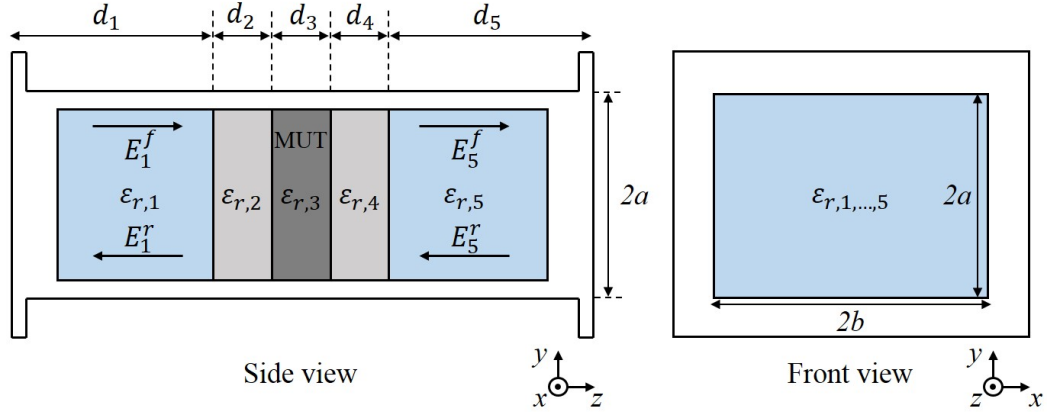 d₁ d₂ d₃ d₄ d₅
E₁ᶠ MUT E₅ᶠ
εᵣ,₁ εᵣ,₂ εᵣ,₃ εᵣ,₄ εᵣ,₅ 2a
E₁ʳ E₅ʳ
Side view
y
x z
εᵣ,₁,...,₅ 2a
2b
Front view
y
z x